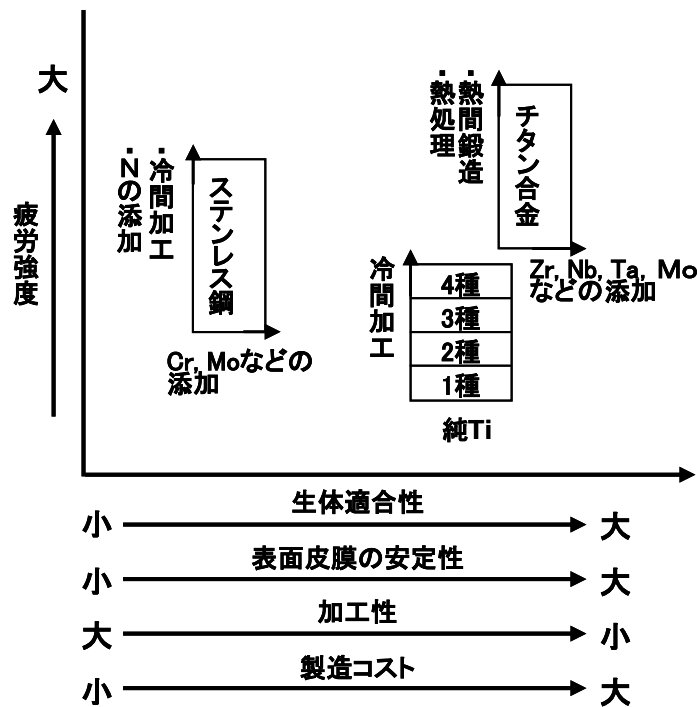 大
疲労強度
・Nの添加
・冷間加工
ステンレス鋼
Cr, Moなどの
添加
冷間加工
4種
3種
2種
1種
純Ti
・熱処理
・熱間鍛造
チタン合金
Zr, Nb, Ta, Mo
などの添加
生体適合性
小 大
表面皮膜の安定性
小 大
加工性
大 小
製造コスト
小 大